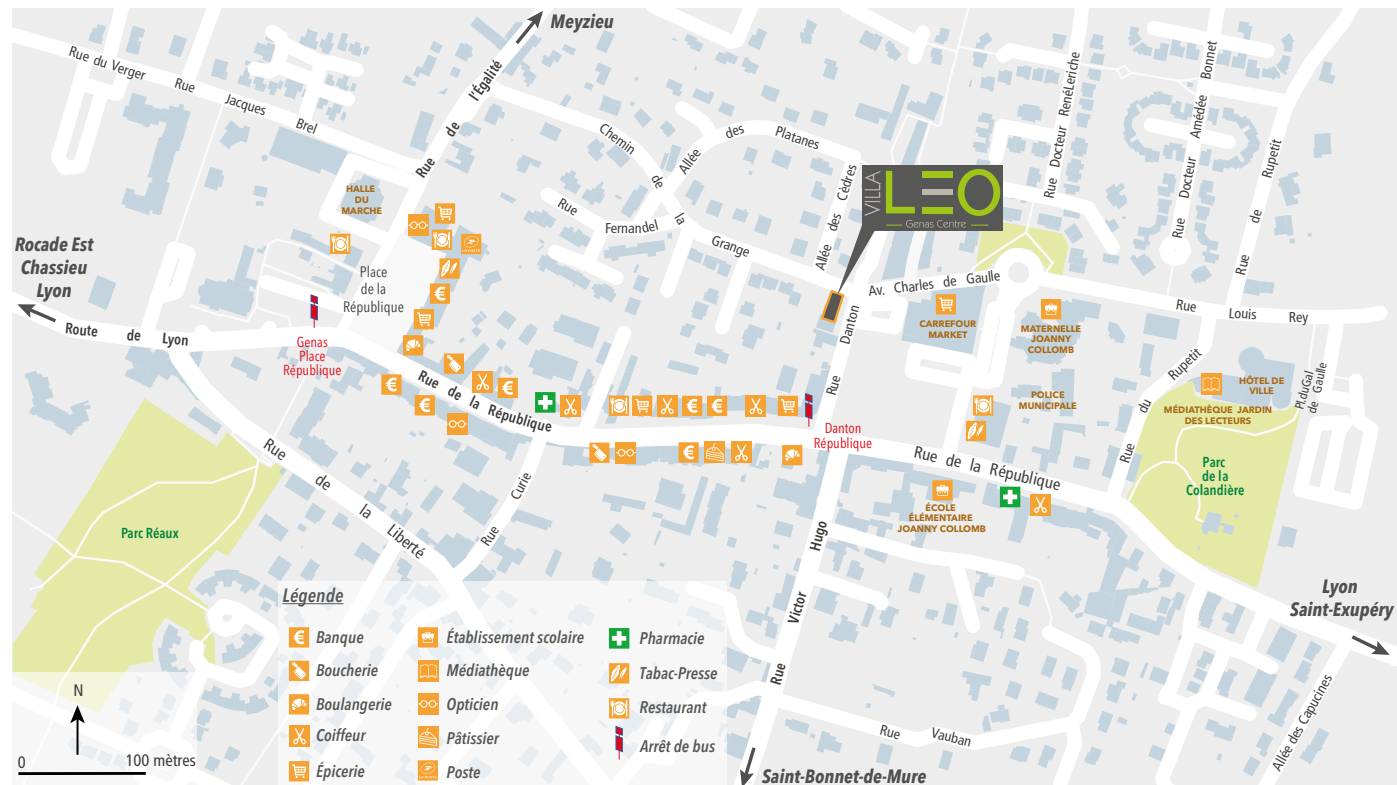 Meyzieu
Rue du Verger
Rue Jacques Brel
Rue de l'Égalité
Chemin de la Grange
Allée des Platanes
Rue Fernandel
Allée des Cèdres
VILLA
LEO
Genas Centre
Rue Docteur RenéLeriche
Rue Docteur Amédée Bonnet
Rue de Rupetit
HALLE
DU
MARCHE
LA POSTE
Rocade Est
Chassieu
Lyon
Place
de la
République
Route de Lyon
Genas
Place
République
Av. Charles de Gaulle
CARREFOUR
MARKET
MATERNELLE
JOANNY
COLLOMB
Rue Louis Rey
Rue Danton
Rue du Rupetit
Pl.duGal de Gaulle
HÔTEL DE
VILLE
MÉDIATHÈQUE JARDIN
DES LECTEURS
POLICE
MUNICIPALE
Rue de la République
Danton
République
Rue de la République
Parc
de la
Colandière
ÉCOLE
ÉLÉMENTAIRE
JOANNY COLLOMB
Rue de la Liberté
Rue Curie
Rue Victor Hugo
Parc Réaux
Lyon
Saint-Exupéry
Allée des Capucines
Rue Vauban
Saint-Bonnet-de-Mure
Légende
Banque
Boucherie
Boulangerie
Coiffeur
Épicerie
Établissement scolaire
Médiathèque
Opticien
Pâtissier
Poste
Pharmacie
Tabac-Presse
Restaurant
Arrêt de bus
N
0
100 mètres